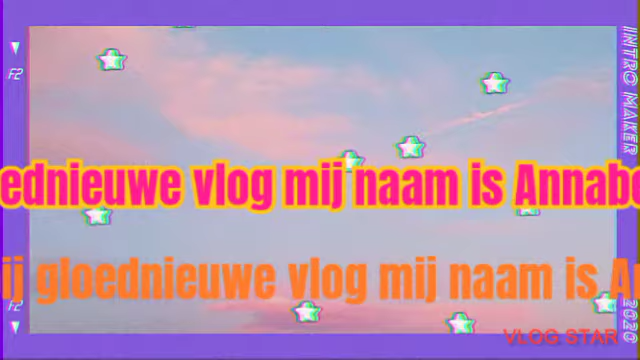 F2
INTRO MAKER
ednieuwe vlog mij naam is Annab
ij gloednieuwe vlog mij naam is A
F2
2020
VLOG STAR